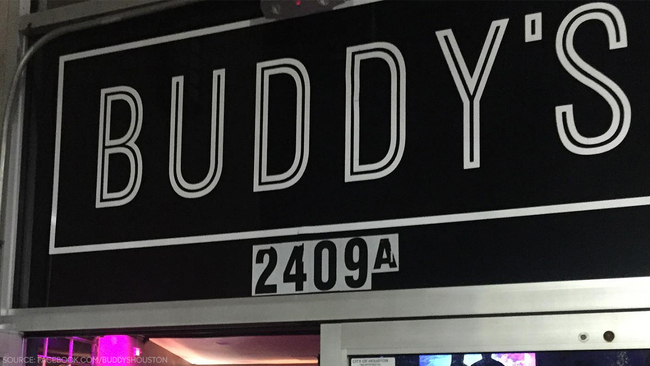 BUDDY'S
2409A
SOURCE: FACEBOOK.COM/BUDDYSHOUSTON